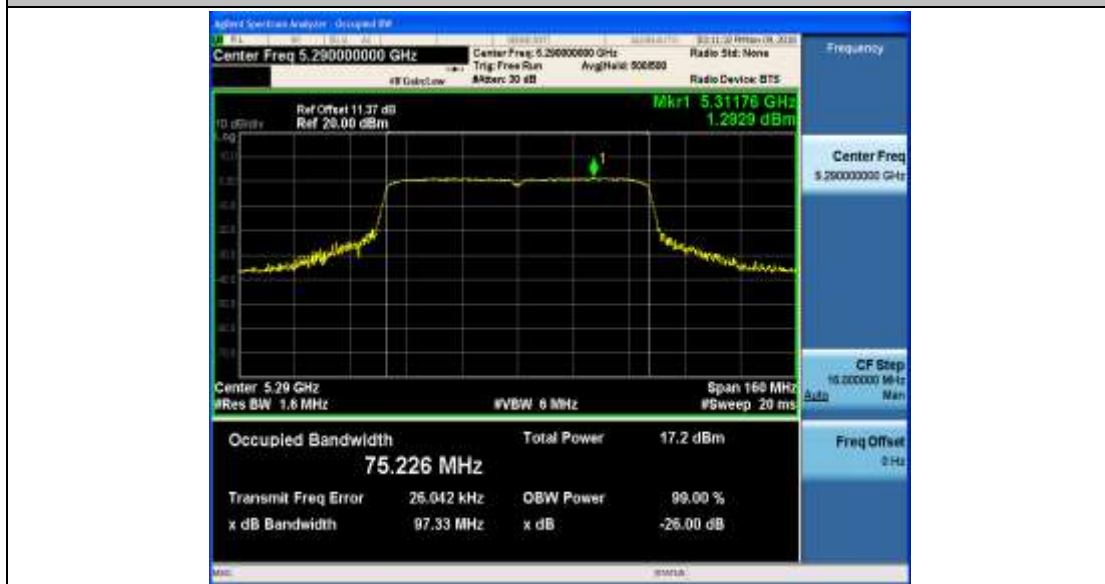 Agilent Spectrum Analyzer - Occupied BW
Center Freq 5.290000000 GHz
Center Freq: 5.290000000 GHz
Radio Std: None
Trig: Free Run
Avg|Hold: 500/500
#IFGain:Low
#Atten: 30 dB
Radio Device: BTS
Frequency
Ref Offset 11.37 dB
Mkr1 5.31176 GHz
10 dB/div
Ref 20.00 dBm
1.2929 dBm
Log
1
Center Freq
5.290000000 GHz
Center 5.29 GHz
Span 160 MHz
#Res BW 1.6 MHz
#VBW 6 MHz
#Sweep 20 ms
CF Step
16.000000 MHz
Auto
Man
Occupied Bandwidth
Total Power
17.2 dBm
75.226 MHz
Freq Offset
0 Hz
Transmit Freq Error
26.042 kHz
OBW Power
99.00 %
x dB Bandwidth
97.33 MHz
x dB
-26.00 dB
MSG
STATUS